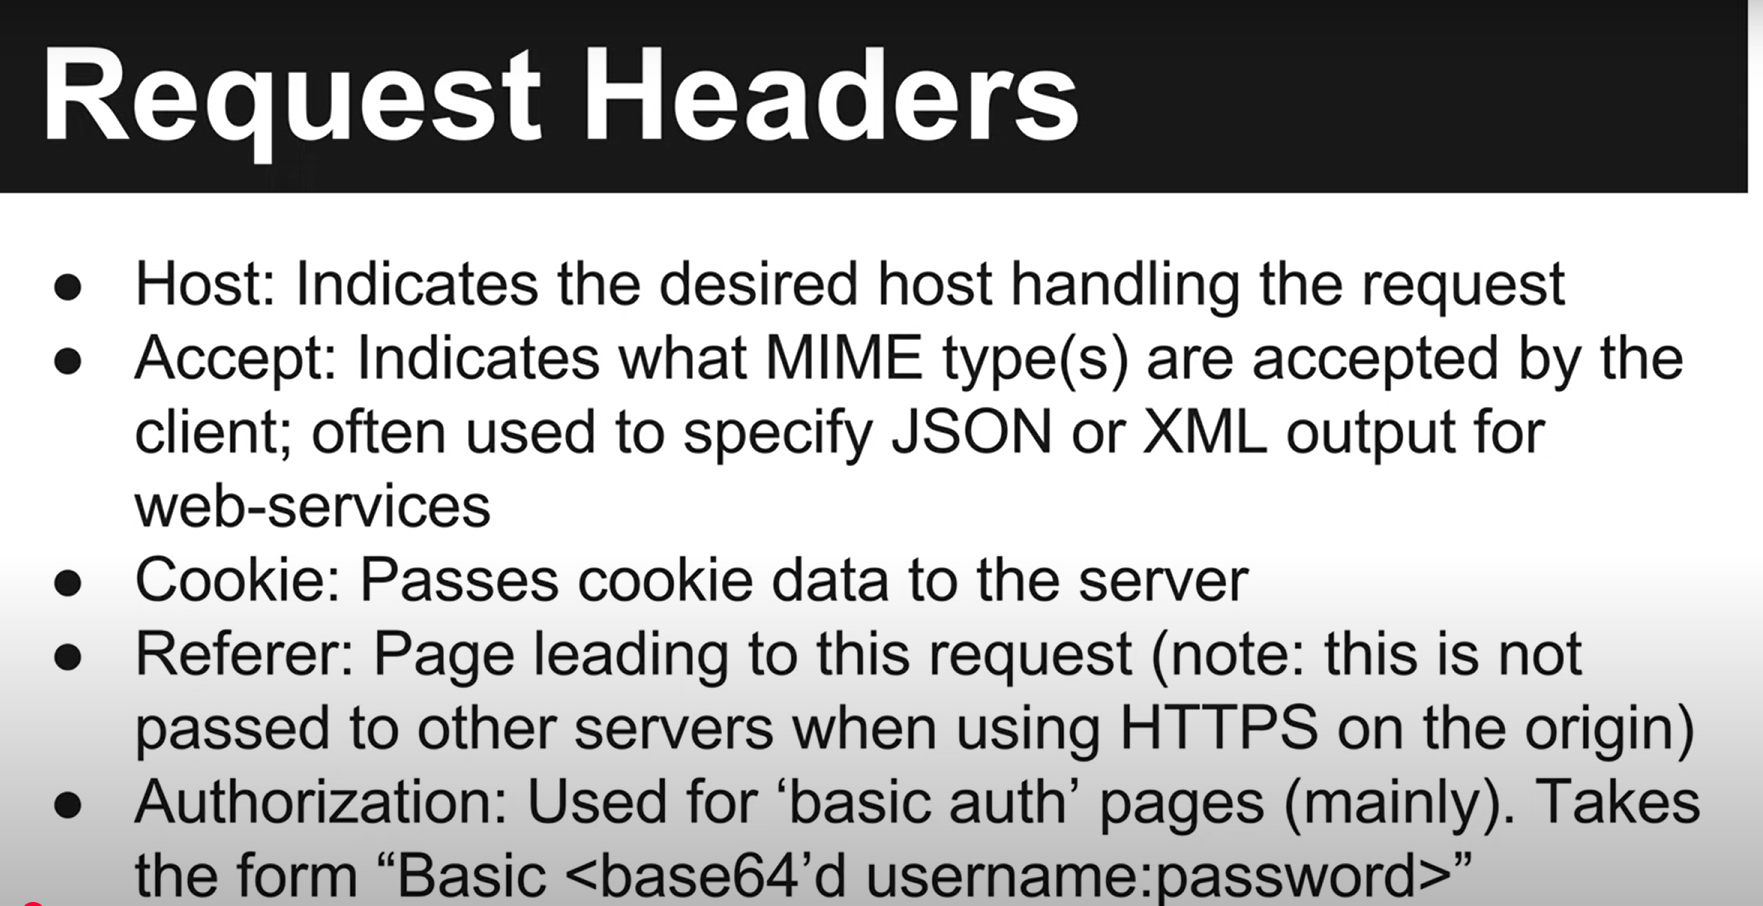 Request Headers
● Host: Indicates the desired host handling the request
● Accept: Indicates what MIME type(s) are accepted by the
client; often used to specify JSON or XML output for
web-services
● Cookie: Passes cookie data to the server
● Referer: Page leading to this request (note: this is not
passed to other servers when using HTTPS on the origin)
● Authorization: Used for ‘basic auth’ pages (mainly). Takes
the form “Basic <base64’d username:password>”